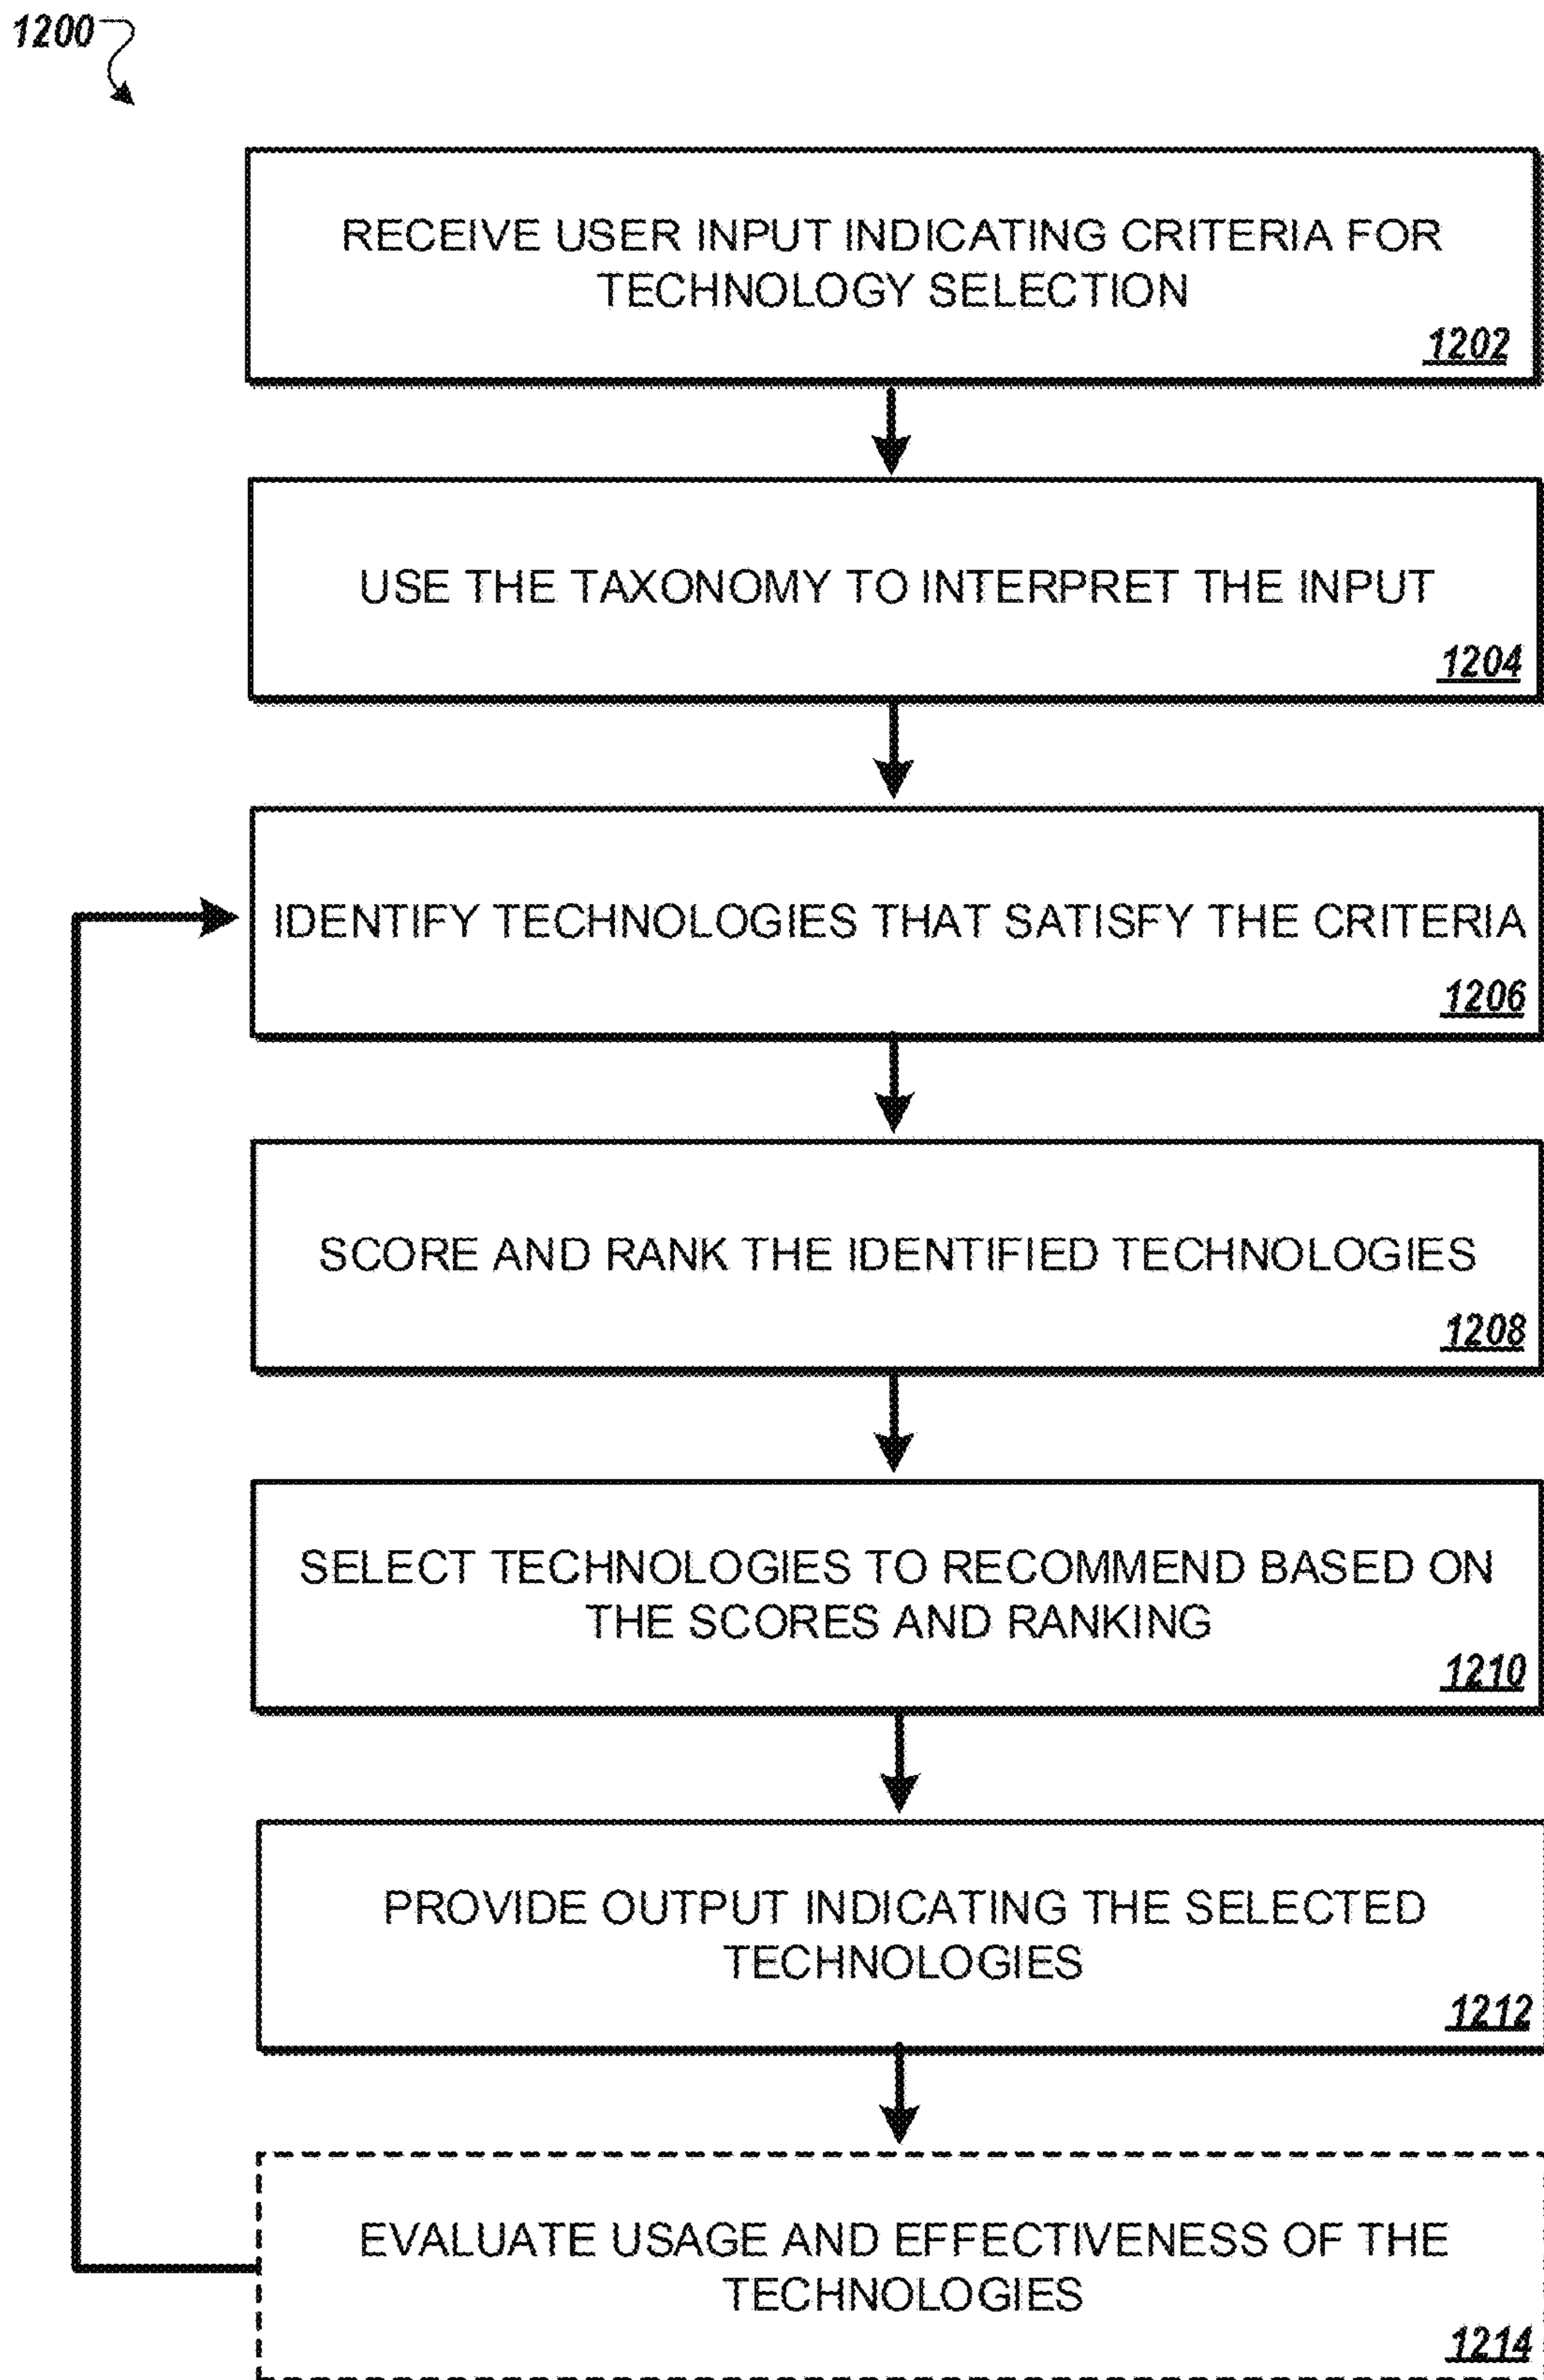 1200
RECEIVE USER INPUT INDICATING CRITERIA FOR
TECHNOLOGY SELECTION
1202
USE THE TAXONOMY TO INTERPRET THE INPUT
1204
IDENTIFY TECHNOLOGIES THAT SATISFY THE CRITERIA
1206
SCORE AND RANK THE IDENTIFIED TECHNOLOGIES
1208
SELECT TECHNOLOGIES TO RECOMMEND BASED ON
THE SCORES AND RANKING
1210
PROVIDE OUTPUT INDICATING THE SELECTED
TECHNOLOGIES
1212
EVALUATE USAGE AND EFFECTIVENESS OF THE
TECHNOLOGIES
1214